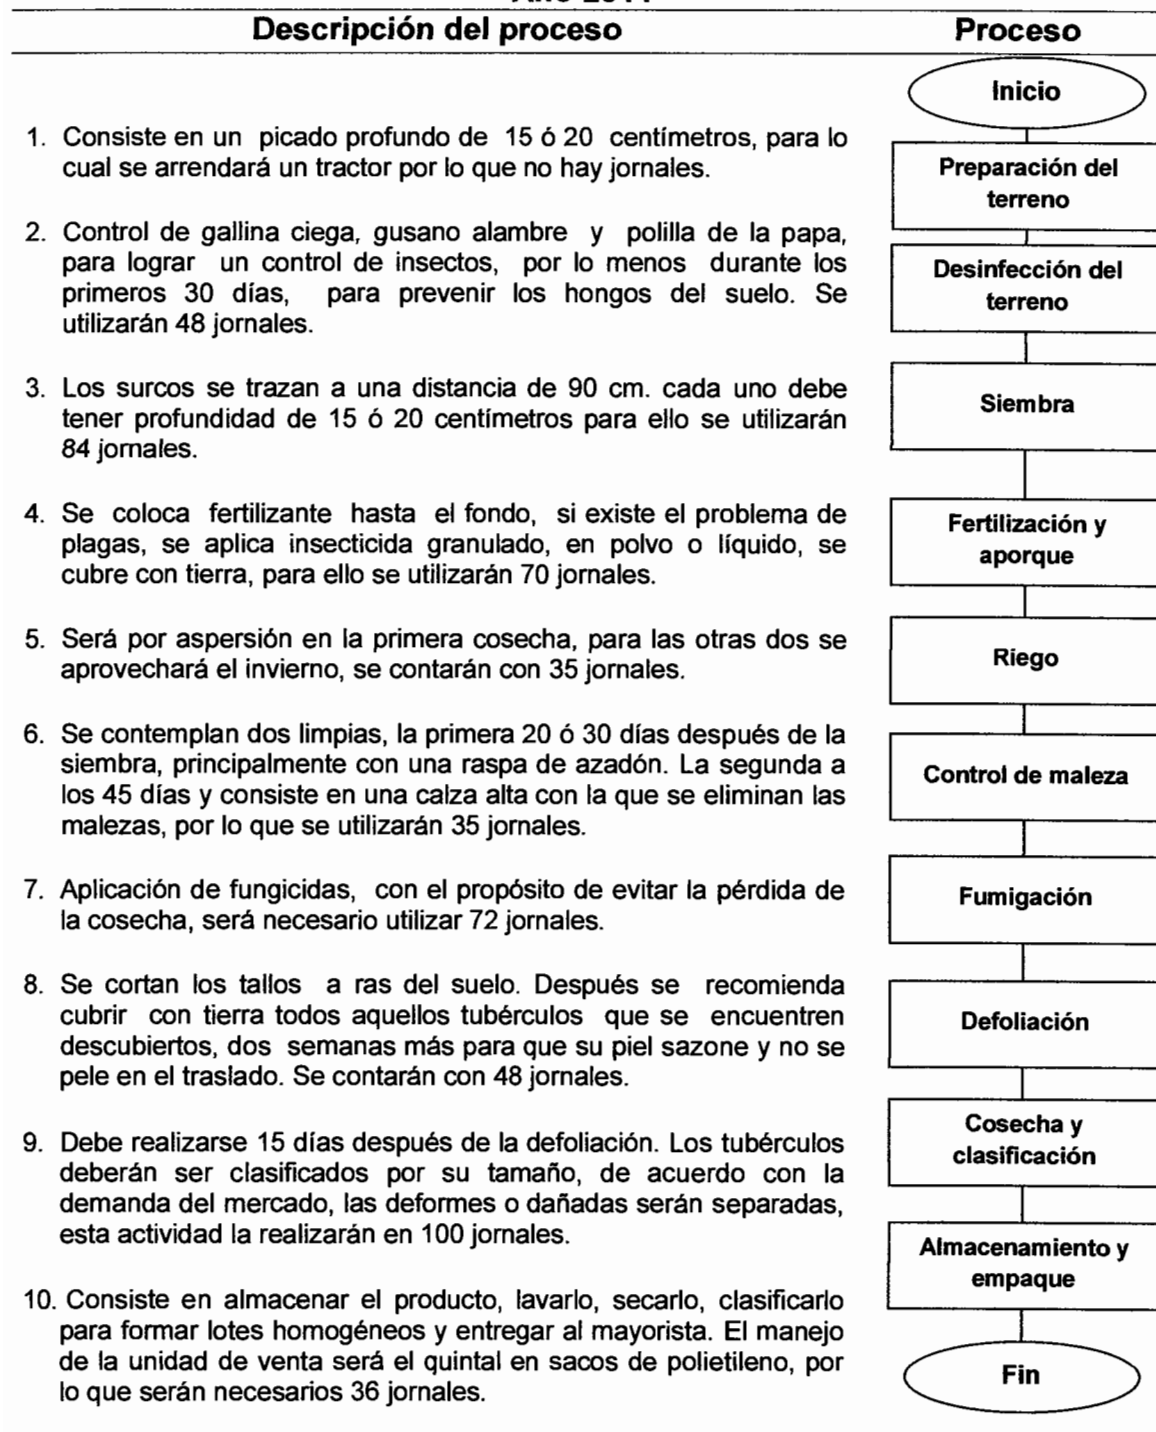 Descripción del proceso
Proceso
Inicio
1. Consiste en un picado profundo de 15 ó 20 centímetros, para lo
cual se arrendará un tractor por lo que no hay jornales.
Preparación del
terreno
2. Control de gallina ciega, gusano alambre y polilla de la papa,
para lograr un control de insectos, por lo menos durante los
primeros 30 días, para prevenir los hongos del suelo. Se
utilizarán 48 jornales.
Desinfección del
terreno
3. Los surcos se trazan a una distancia de 90 cm. cada uno debe
tener profundidad de 15 ó 20 centímetros para ello se utilizarán
84 jornales.
Siembra
4. Se coloca fertilizante hasta el fondo, si existe el problema de
plagas, se aplica insecticida granulado, en polvo o líquido, se
cubre con tierra, para ello se utilizarán 70 jornales.
Fertilización y
aporque
5. Será por aspersión en la primera cosecha, para las otras dos se
aprovechará el invierno, se contarán con 35 jornales.
Riego
6. Se contemplan dos limpias, la primera 20 ó 30 días después de la
siembra, principalmente con una raspa de azadón. La segunda a
los 45 días y consiste en una calza alta con la que se eliminan las
malezas, por lo que se utilizarán 35 jornales.
Control de maleza
7. Aplicación de fungicidas, con el propósito de evitar la pérdida de
la cosecha, será necesario utilizar 72 jornales.
Fumigación
8. Se cortan los tallos a ras del suelo. Después se recomienda
cubrir con tierra todos aquellos tubérculos que se encuentren
descubiertos, dos semanas más para que su piel sazone y no se
pele en el traslado. Se contarán con 48 jornales.
Defoliación
9. Debe realizarse 15 días después de la defoliación. Los tubérculos
deberán ser clasificados por su tamaño, de acuerdo con la
demanda del mercado, las deformes o dañadas serán separadas,
esta actividad la realizarán en 100 jornales.
Cosecha y
clasificación
10. Consiste en almacenar el producto, lavarlo, secarlo, clasificarlo
para formar lotes homogéneos y entregar al mayorista. El manejo
de la unidad de venta será el quintal en sacos de polietileno, por
lo que serán necesarios 36 jornales.
Almacenamiento y
empaque
Fin